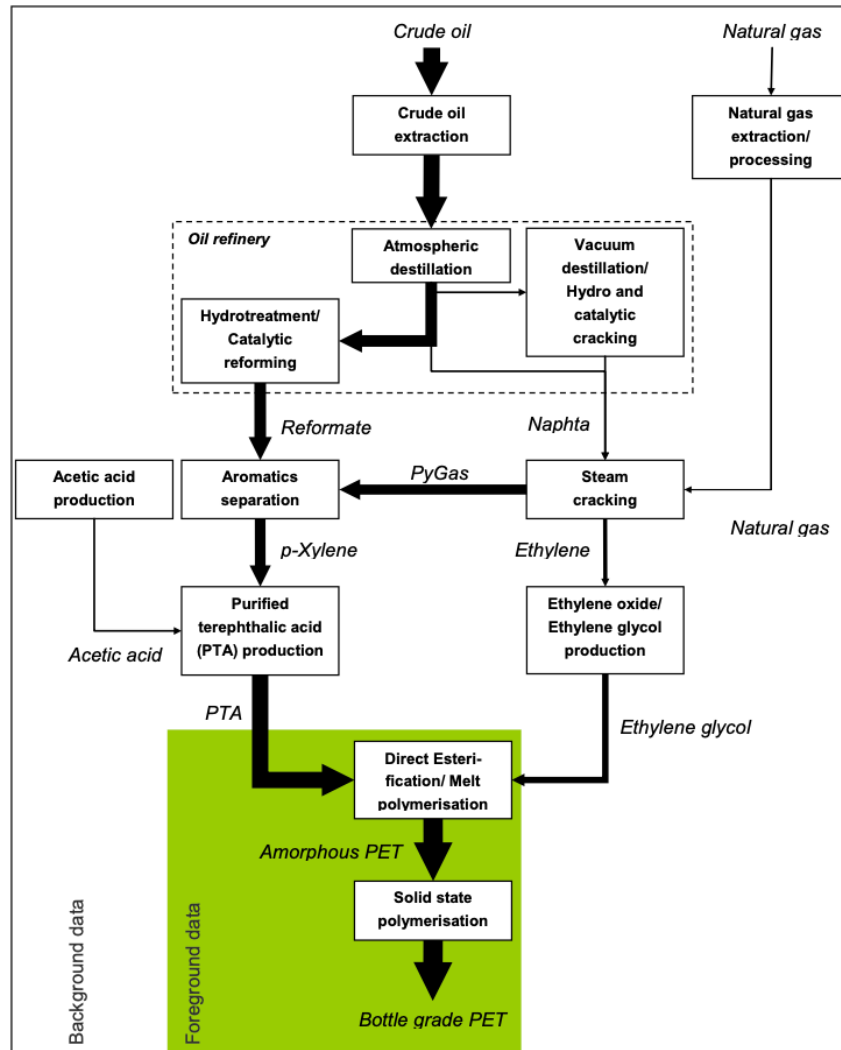 Crude oil
Natural gas
Crude oil
extraction
Natural gas
extraction/
processing
Oil refinery
Atmospheric
destillation
Vacuum
destillation/
Hydro and
catalytic
cracking
Hydrotreatment/
Catalytic
reforming
Reformate
Naphta
Acetic acid
production
Aromatics
separation
PyGas
Steam
cracking
Natural gas
p-Xylene
Ethylene
Purified
terephthalic acid
(PTA) production
Ethylene oxide/
Ethylene glycol
production
Acetic acid
PTA
Ethylene glycol
Direct Esteri-
fication/ Melt
polymerisation
Amorphous PET
Solid state
polymerisation
Bottle grade PET
Background data
Foreground data